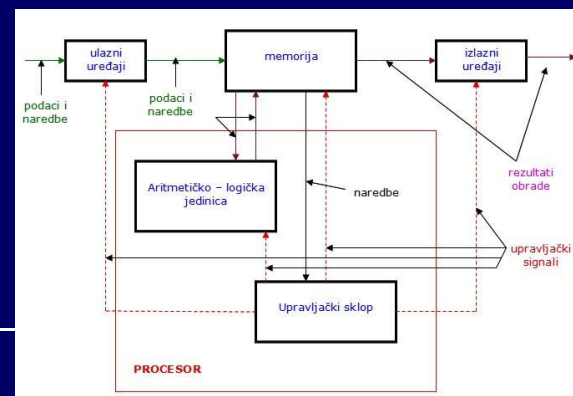 ulazni
uređaji
memorija
izlazni
uređaji
podaci i
naredbe
podaci i
naredbe
rezultati
obrade
Aritmetičko – logička
jedinica
naredbe
upravljački
signali
Upravljački sklop
PROCESOR